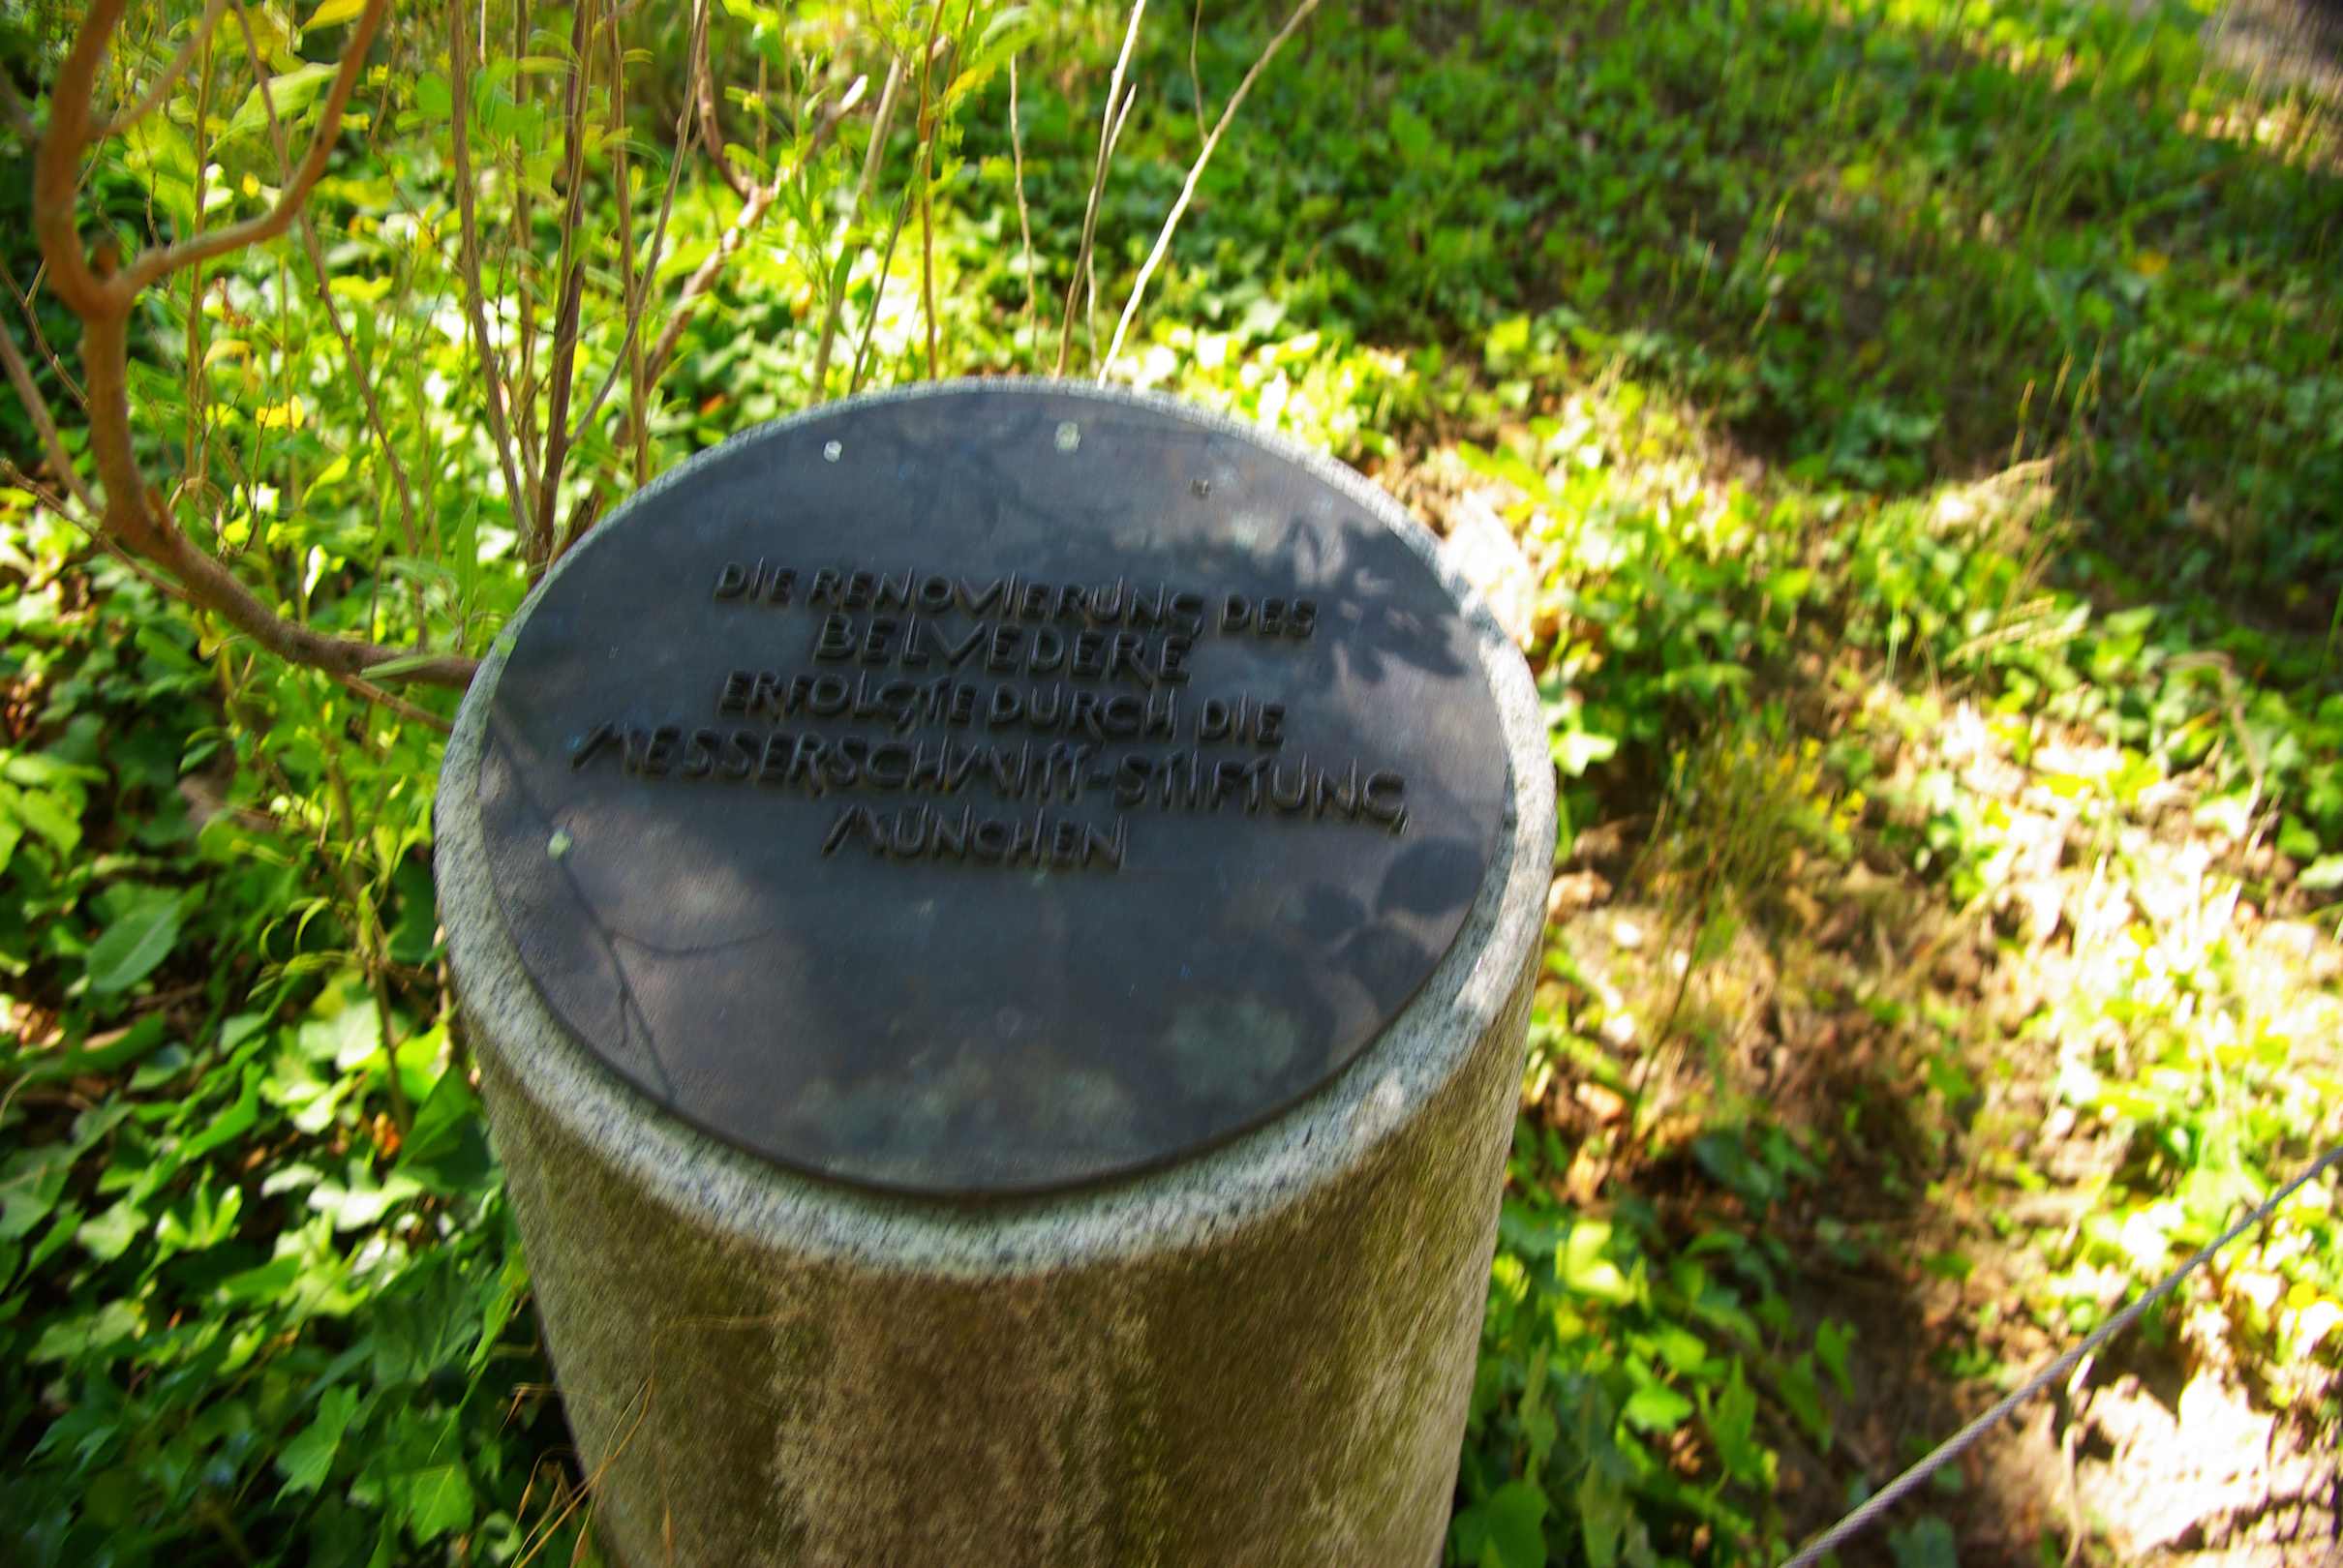 DIE RENOVIERUNG DES
BELVEDERE
ERFOLGTE DURCH DIE
MESSERSCHMITT-STIFTUNG
MÜNCHEN